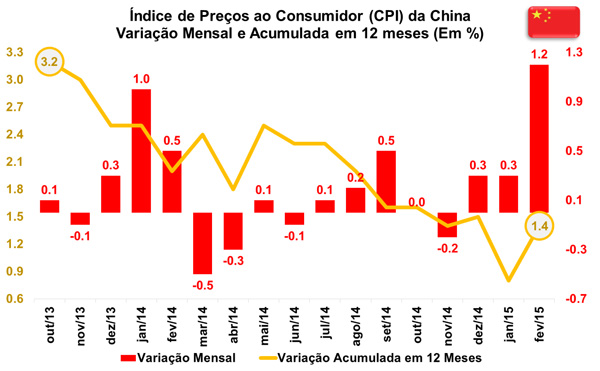 Índice de Preços ao Consumidor (CPI) da China
Variação Mensal e Acumulada em 12 meses (Em %)
3.3
3.0
2.7
2.4
2.1
1.8
1.5
1.2
0.9
0.6
1.3
0.9
0.5
0.1
-0.3
-0.7
3.2
0.1
-0.1
0.3
1.0
0.5
-0.5
-0.3
0.1
-0.1
0.1
0.2
0.5
0.0
-0.2
0.3
0.3
1.2
1.4
out/13
nov/13
dez/13
jan/14
fev/14
mar/14
abr/14
mai/14
jun/14
jul/14
ago/14
set/14
out/14
nov/14
dez/14
jan/15
fev/15
Variação Mensal
Variação Acumulada em 12 Meses